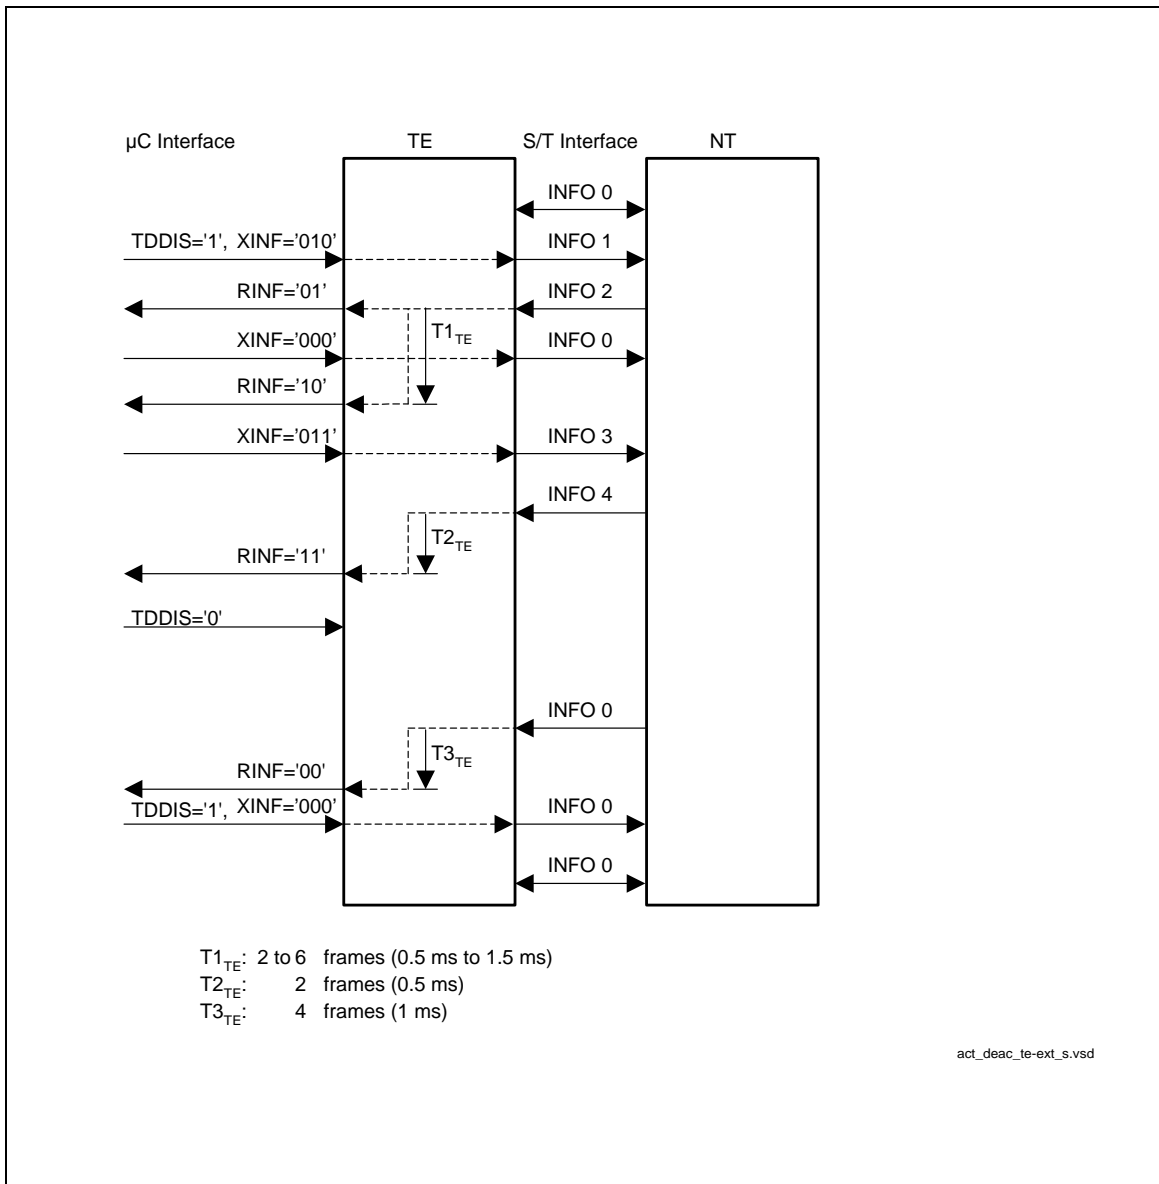 µC Interface TE S/T Interface NT
INFO 0
TDDIS='1', XINF='010' INFO 1
RINF='01' INFO 2
T1TE
XINF='000' INFO 0
RINF='10'
XINF='011' INFO 3
INFO 4
T2TE
RINF='11'
TDDIS='0'
INFO 0
T3TE
RINF='00'
TDDIS='1', XINF='000' INFO 0
INFO 0
T1TE: 2 to 6 frames (0.5 ms to 1.5 ms)
T2TE: 2 frames (0.5 ms)
T3TE: 4 frames (1 ms)
act_deac_te-ext_s.vsd